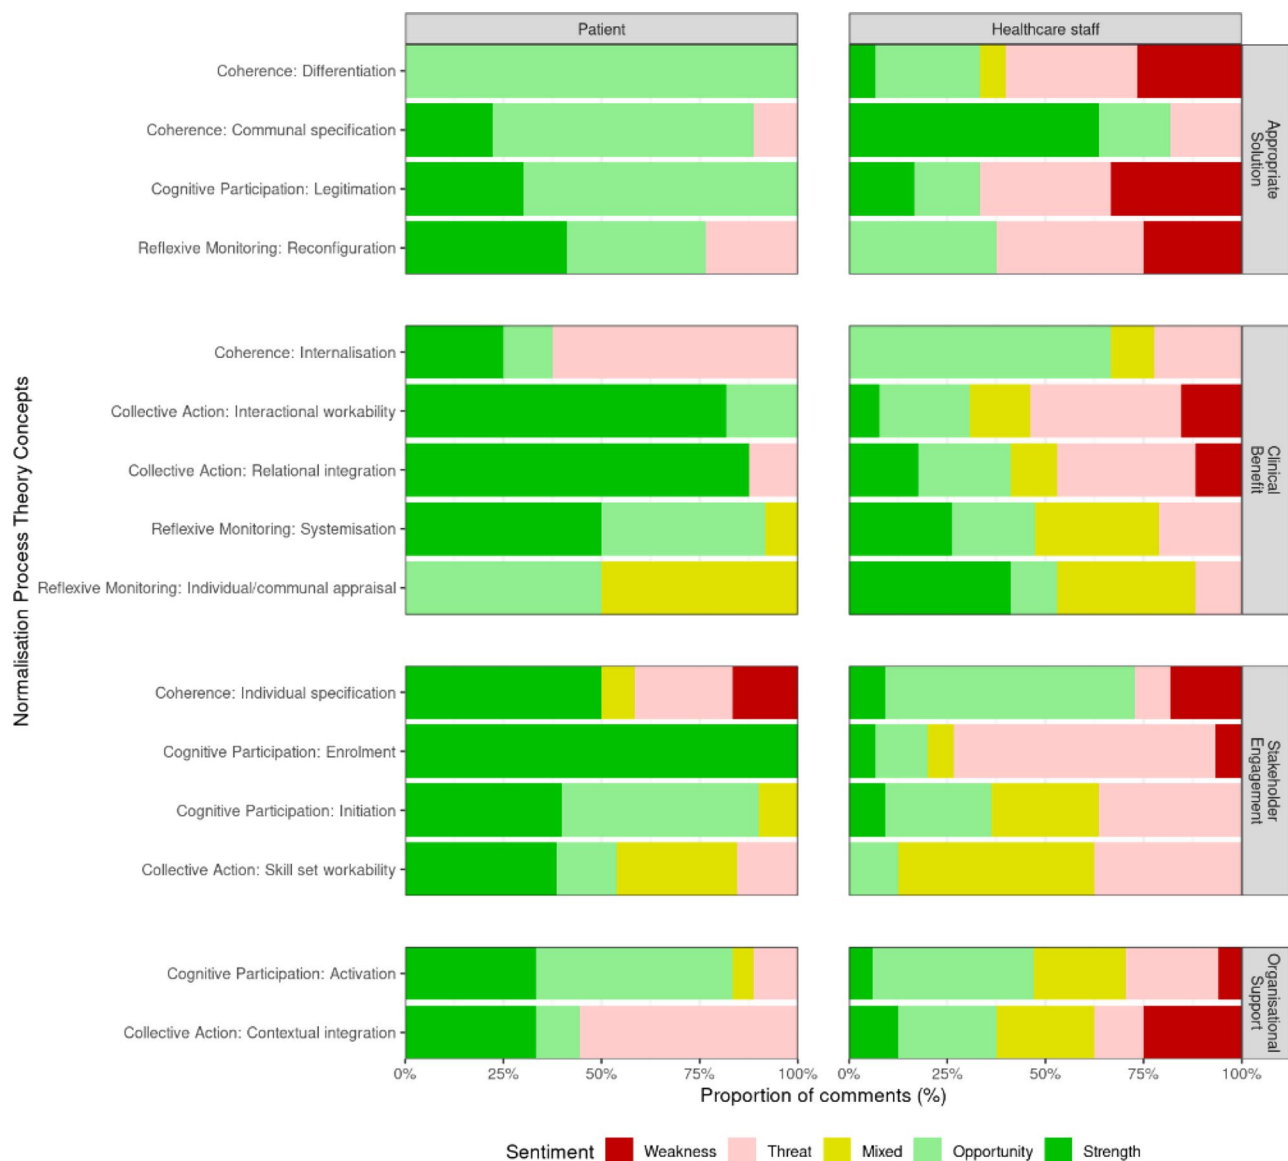 Patient
Healthcare staff
Coherence: Differentiation
Coherence: Communal specification
Cognitive Participation: Legitimation
Reflexive Monitoring: Reconfiguration
Appropriate
Solution
Coherence: Internalisation
Collective Action: Interactional workability
Collective Action: Relational integration
Reflexive Monitoring: Systemisation
Reflexive Monitoring: Individual/communal appraisal
Clinical
Benefit
Normalisation Process Theory Concepts
Coherence: Individual specification
Cognitive Participation: Enrolment
Cognitive Participation: Initiation
Collective Action: Skill set workability
Stakeholder
Engagement
Cognitive Participation: Activation
Collective Action: Contextual integration
Organisational
Support
0% 25% 50% 75% 100% 0% 25% 50% 75% 100%
Proportion of comments (%)
Sentiment Weakness Threat Mixed Opportunity Strength